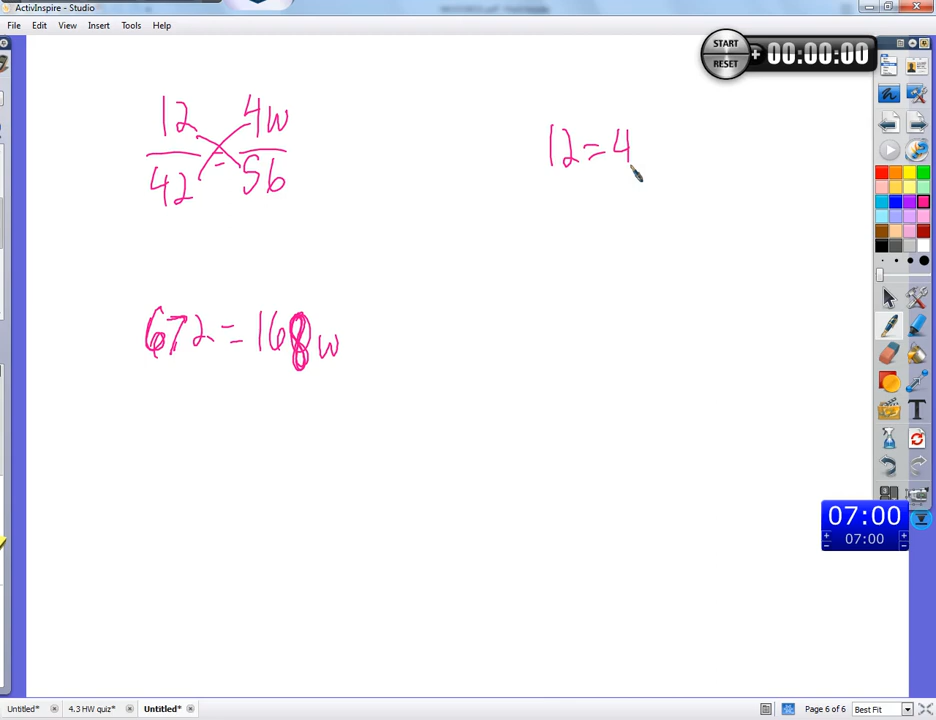 ActivInspire - Studio
File Edit View Insert Tools Help
START
RESET
00:00:00
12 4w
42 = 56
12=4
672=168w
07:00
07:00
Untitled* 4.3 HW quiz* Untitled* Page 6 of 6 Best Fit